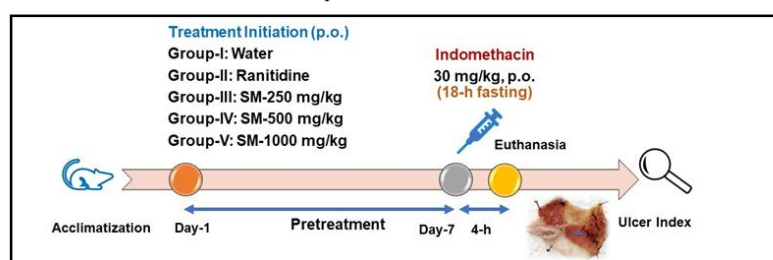 Treatment Initiation (p.o.)
Group-I: Water
Group-II: Ranitidine
Group-III: SM-250 mg/kg
Group-IV: SM-500 mg/kg
Group-V: SM-1000 mg/kg
Indomethacin
30 mg/kg, p.o.
(18-h fasting)
Euthanasia
Acclimatization
Day-1
Pretreatment
Day-7
4-h
Ulcer Index